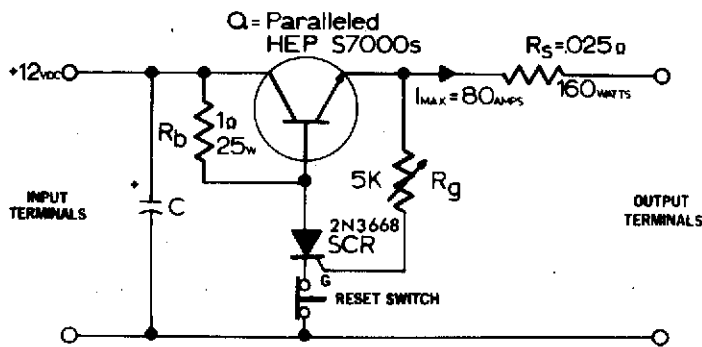 Q = Paralleled
HEP S7000s
+12VDC
RS=.025Ω
IMAX=80AMPS
160WATTS
Rb
1Ω
25W
5K
Rg
INPUT
TERMINALS
+
C
OUTPUT
TERMINALS
2N3668
SCR
G
RESET SWITCH